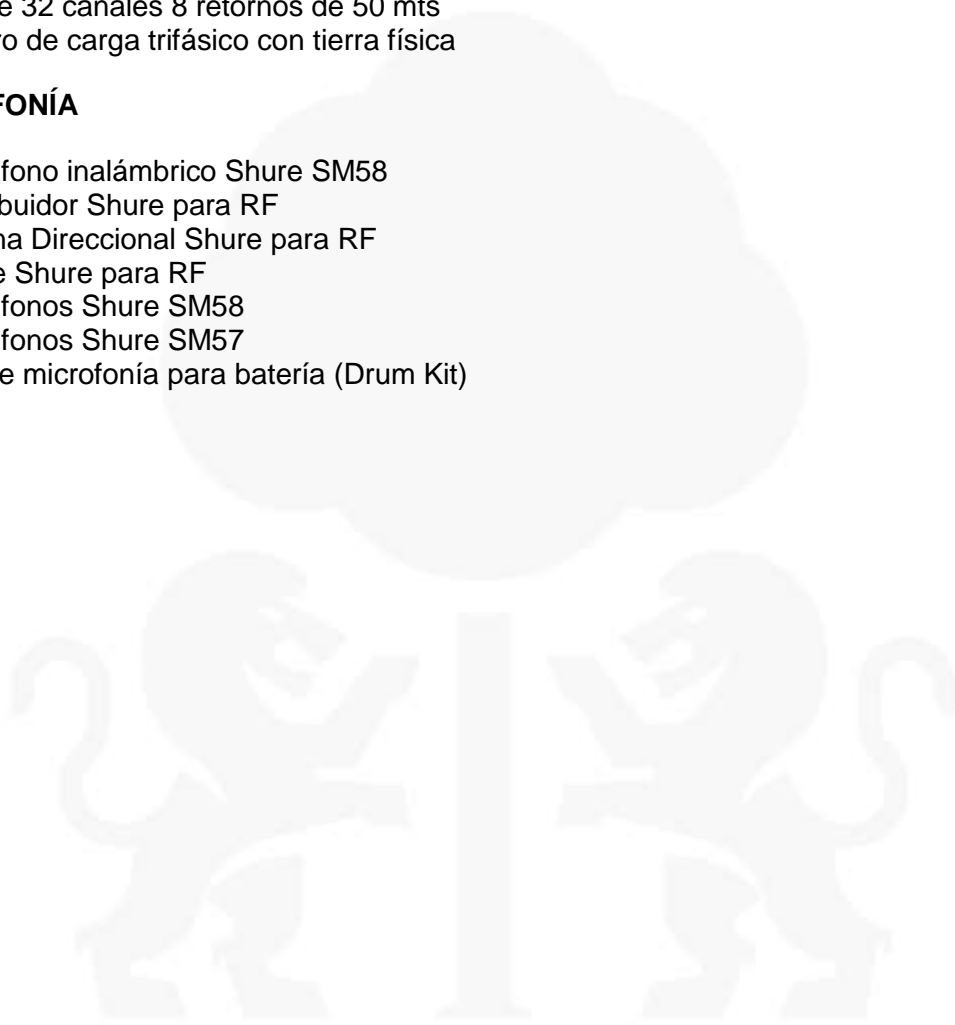 e 32 canales 8 retornos de 50 mts
ro de carga trifásico con tierra física
FONÍA
fono inalámbrico Shure SM58
buidor Shure para RF
na Direccional Shure para RF
e Shure para RF
fonos Shure SM58
fonos Shure SM57
e microfonía para batería (Drum Kit)